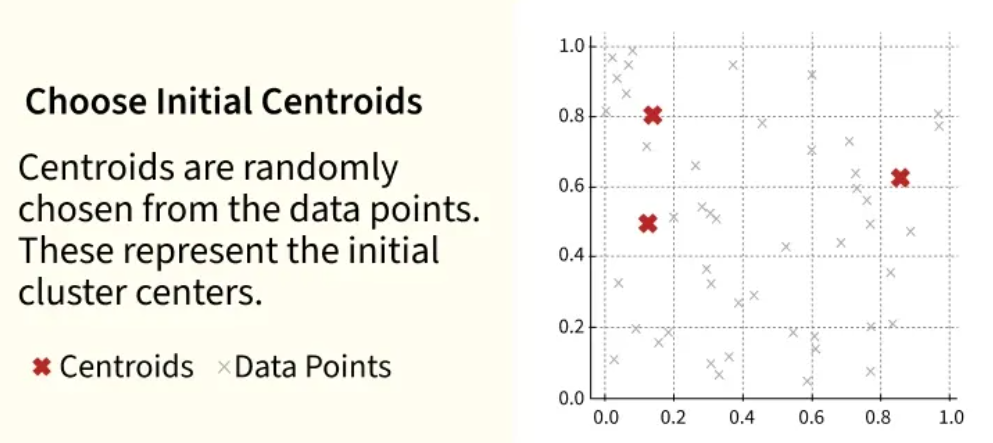 Choose Initial Centroids
Centroids are randomly
chosen from the data points.
These represent the initial
cluster centers.
Centroids Data Points
1.0
0.8
0.6
0.4
0.2
0.0
0.0 0.2 0.4 0.6 0.8 1.0